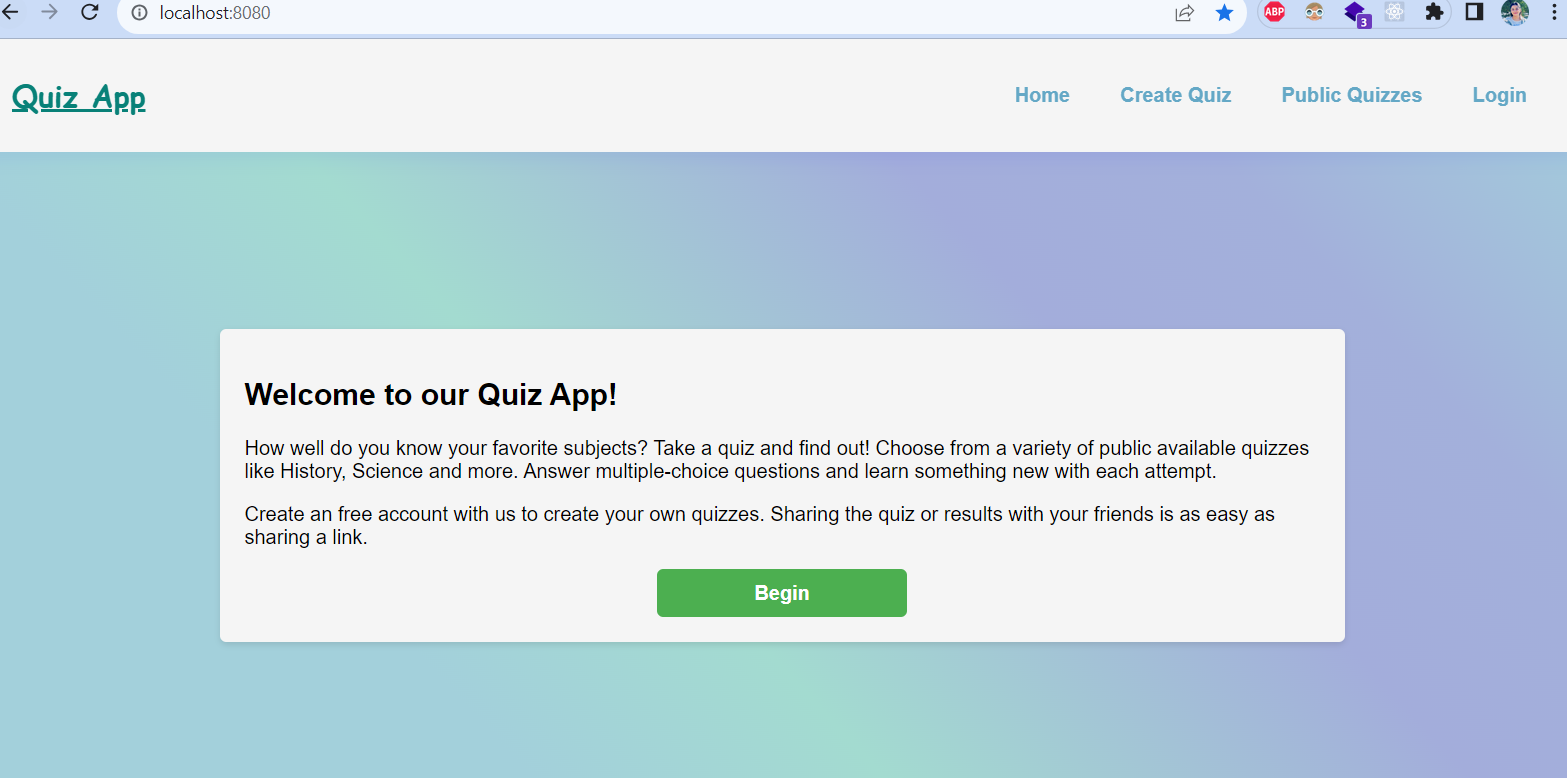 localhost:8080
ABP
3
Quiz App
Home Create Quiz Public Quizzes Login
Welcome to our Quiz App!
How well do you know your favorite subjects? Take a quiz and find out! Choose from a variety of public available quizzes
like History, Science and more. Answer multiple-choice questions and learn something new with each attempt.
Create an free account with us to create your own quizzes. Sharing the quiz or results with your friends is as easy as
sharing a link.
Begin